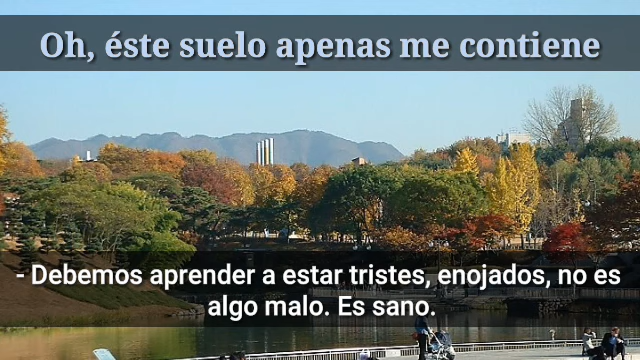 Oh, éste suelo apenas me contiene
- Debemos aprender a estar tristes, enojados, no es
algo malo. Es sano.